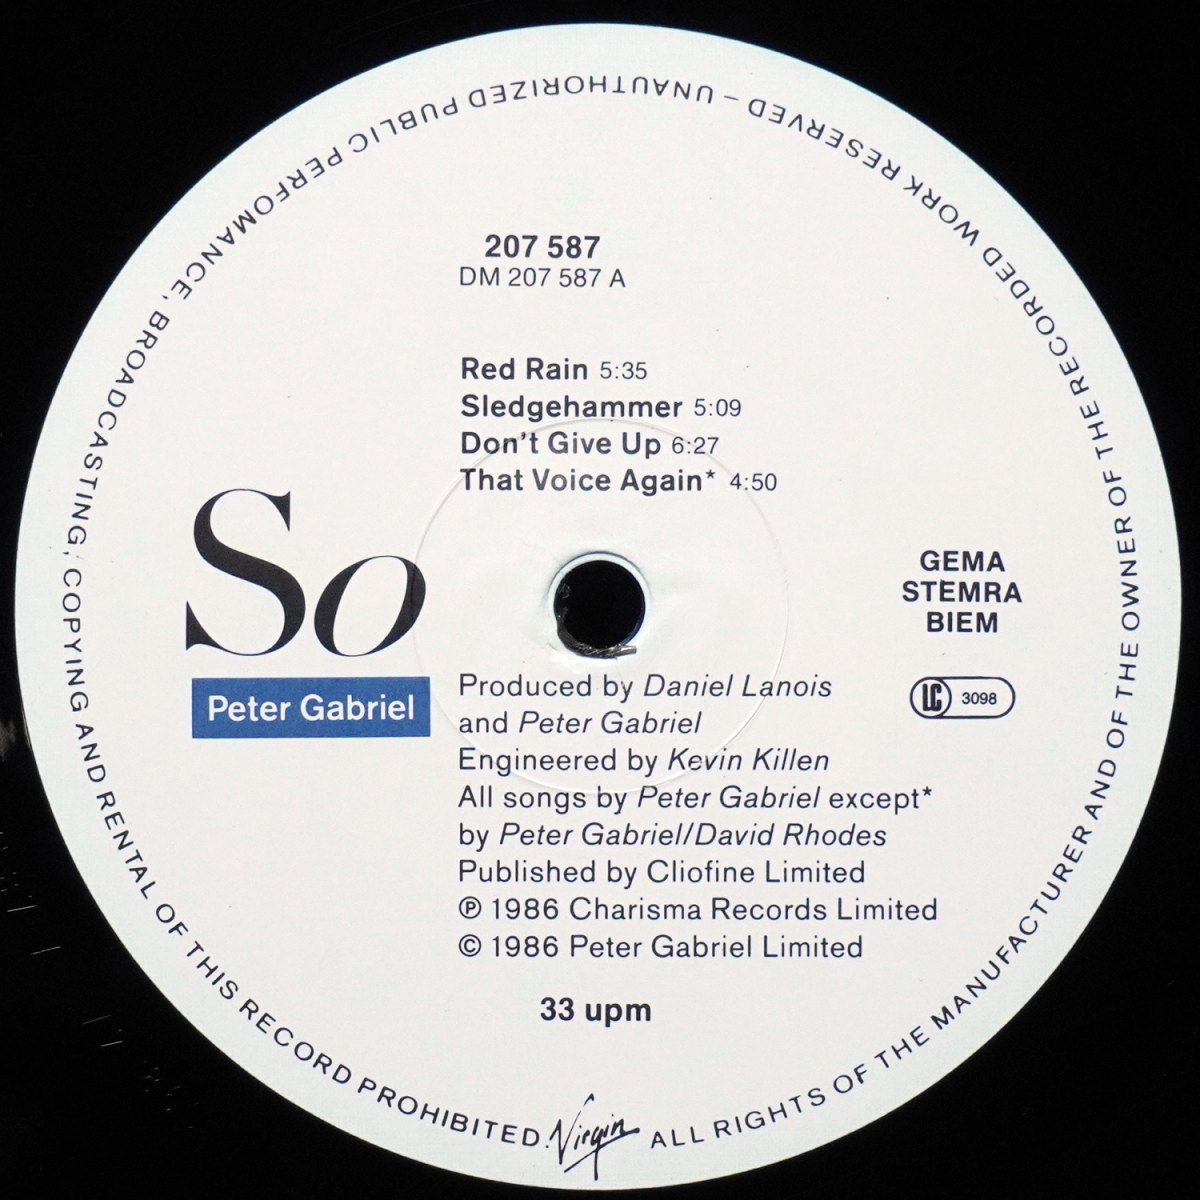 207 587
DM 207 587 A
Red Rain 5:35
Sledgehammer 5:09
Don't Give Up 6:27
That Voice Again* 4:50
So
Peter Gabriel
GEMA
STEMRA
BIEM
LC 3098
Produced by Daniel Lanois
and Peter Gabriel
Engineered by Kevin Killen
All songs by Peter Gabriel except*
by Peter Gabriel/David Rhodes
Published by Cliofine Limited
℗ 1986 Charisma Records Limited
© 1986 Peter Gabriel Limited
33 upm
Virgin
ALL RIGHTS OF THE MANUFACTURER AND OF THE OWNER OF THE RECORDED WORK RESERVED – UNAUTHORIZED PUBLIC PERFOMANCE, BROADCASTING, COPYING AND RENTAL OF THIS RECORD PROHIBITED.